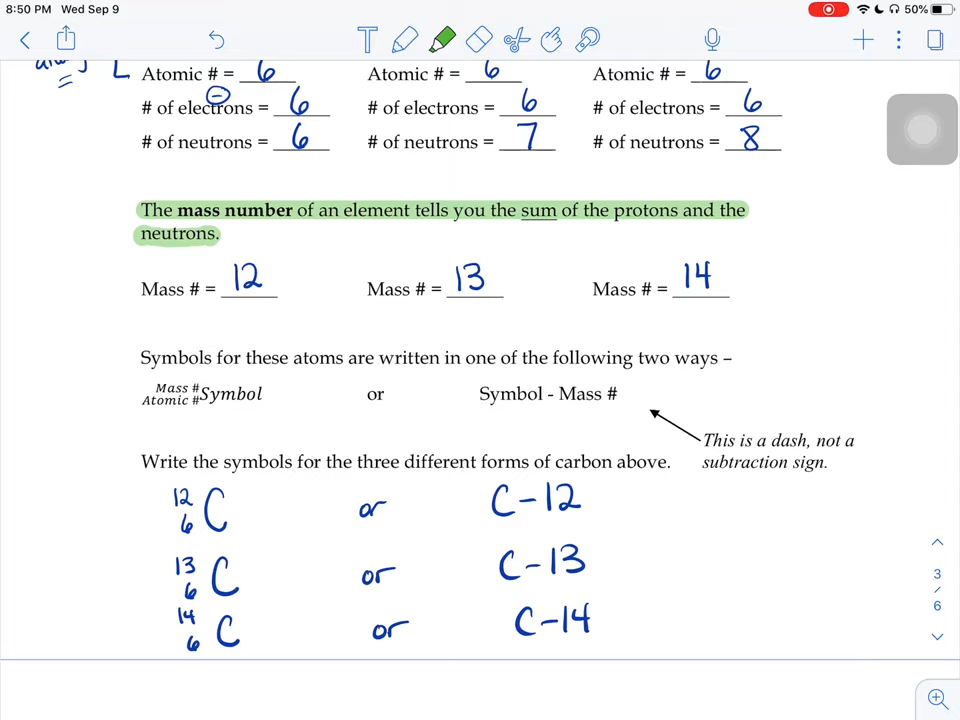 8:50 PM Wed Sep 9 50%
Atomic # = 6 Atomic # = 6 Atomic # = 6
# of electrons = 6 # of electrons = 6 # of electrons = 6
# of neutrons = 6 # of neutrons = 7 # of neutrons = 8
The mass number of an element tells you the sum of the protons and the
neutrons.
Mass # = 12 Mass # = 13 Mass # = 14
Symbols for these atoms are written in one of the following two ways –
Mass #
Atomic # Symbol or Symbol - Mass #
This is a dash, not a
subtraction sign.
Write the symbols for the three different forms of carbon above.
12
6 C or C-12
13
6 C or C-13
14
6 C or C-14
3
/
6